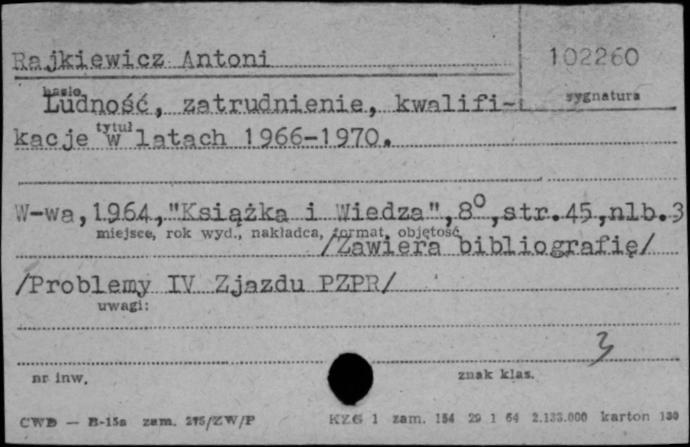 Rajkiewicz Antoni 102260
hasło sygnatura
Ludność, zatrudnienie, kwalifi-
tytuł
kacje w latach 1966-1970.
W-wa, 1964, "Książka i Wiedza", 8°, str. 45, nlb. 3
miejsce, rok wyd., nakładca, format, objętość
/Zawiera bibliografię/
/Problemy IV Zjazdu PZPR/
uwagi:
3
nr inw. znak klas.
CWD — B-15a zam. 275/ZW/P KZG 1 zam. 154 29 1 64 2.133.000 karton 130